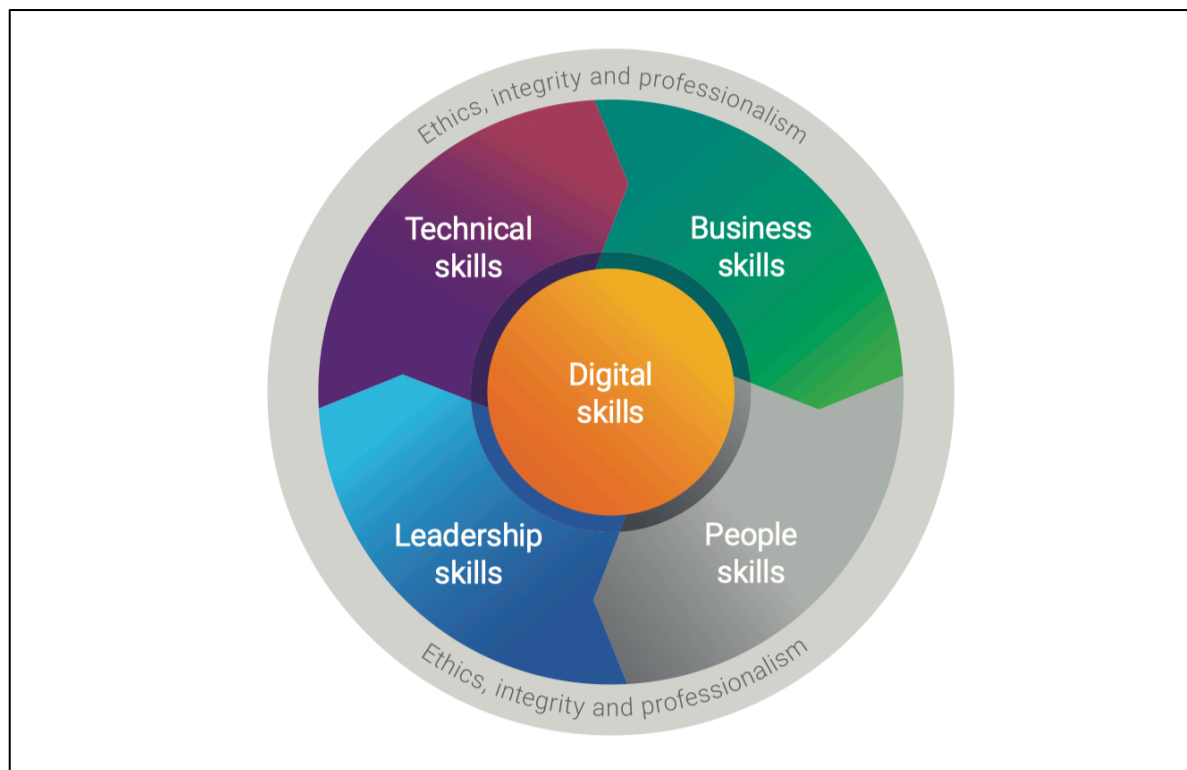 Ethics, integrity and professionalism
Technical
skills
Business
skills
Digital
skills
Leadership
skills
People
skills
Ethics, integrity and professionalism